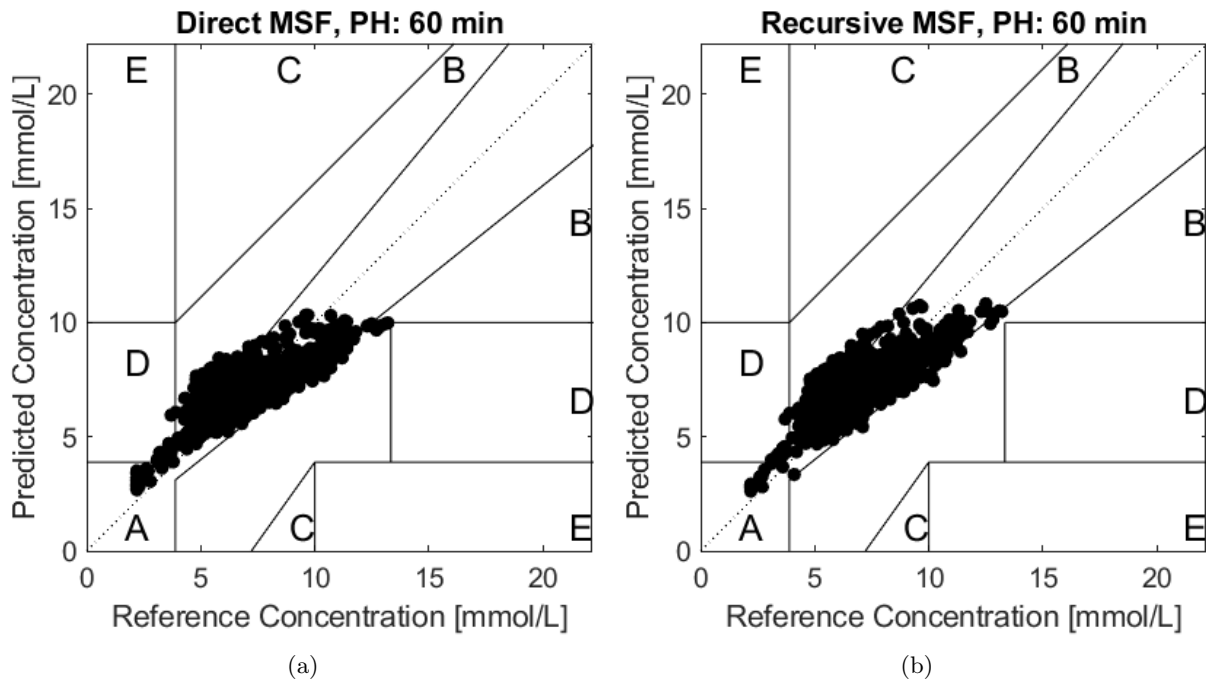 Direct MSF, PH: 60 min
Predicted Concentration [mmol/L]
20
15
10
5
0
E
C
B
B
D
D
A
C
E
0 5 10 15 20
Reference Concentration [mmol/L]
(a)
Recursive MSF, PH: 60 min
Predicted Concentration [mmol/L]
20
15
10
5
0
E
C
B
B
D
D
A
C
E
0 5 10 15 20
Reference Concentration [mmol/L]
(b)